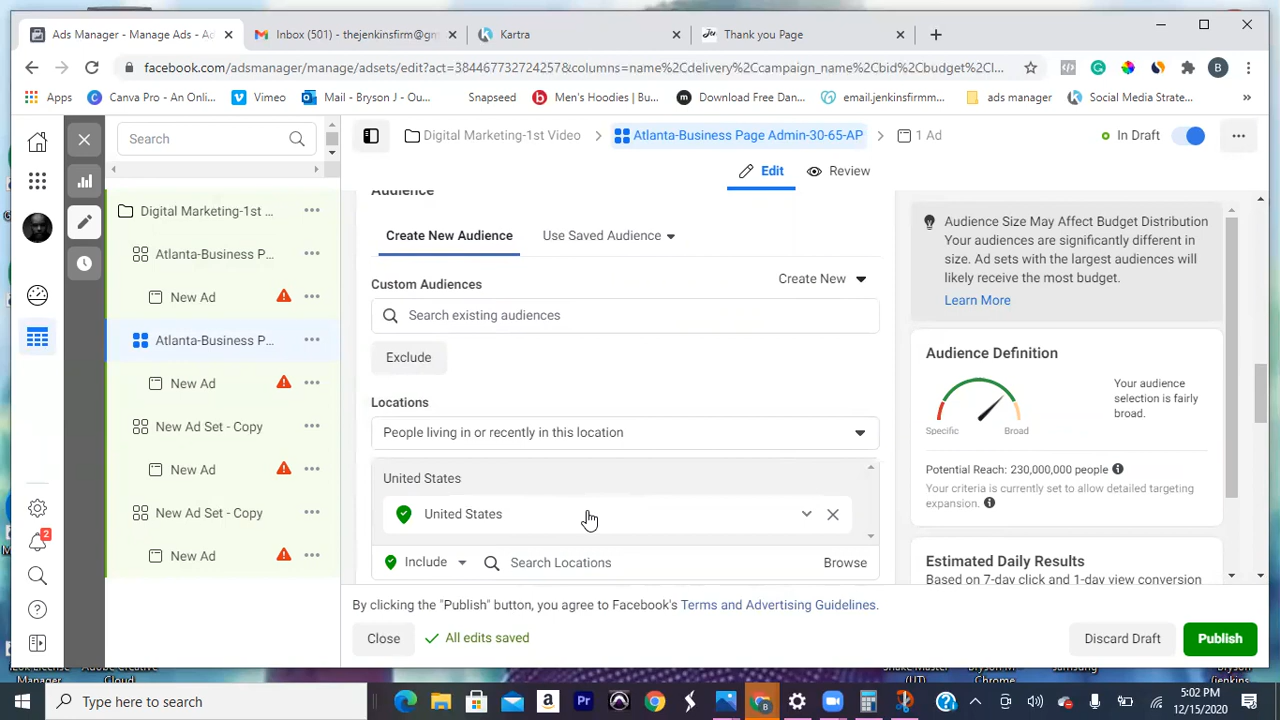 Ads Manager - Manage Ads - Ad
Inbox (501) - thejenkinsfirm@gm
Kartra
Thank you Page
facebook.com/adsmanager/manage/adsets/edit?act=384467732724257&columns=name%2Cdelivery%2Ccampaign_name%2Cbid%2Cbudget%2Cl...
B
Apps
Canva Pro - An Onli...
Vimeo
Mail - Bryson J - Ou...
Snapseed
Men's Hoodies | Bu...
Download Free Dan...
email.jenkinsfirmm...
ads manager
Social Media Strate...
Search
Digital Marketing-1st Video
Atlanta-Business Page Admin-30-65-AP
1 Ad
In Draft
Edit
Review
Digital Marketing-1st ...
Atlanta-Business P...
New Ad
Atlanta-Business P...
New Ad
New Ad Set - Copy
New Ad
New Ad Set - Copy
New Ad
2
Audience
Create New Audience
Use Saved Audience
Custom Audiences
Create New
Search existing audiences
Exclude
Locations
People living in or recently in this location
United States
United States
Include
Search Locations
Browse
Audience Size May Affect Budget Distribution
Your audiences are significantly different in
size. Ad sets with the largest audiences will
likely receive the most budget.
Learn More
Audience Definition
Your audience
selection is fairly
broad.
Specific
Broad
Potential Reach: 230,000,000 people
Your criteria is currently set to allow detailed targeting
expansion.
Estimated Daily Results
Based on 7-day click and 1-day view conversion
By clicking the "Publish" button, you agree to Facebook's Terms and Advertising Guidelines.
Close
All edits saved
Discard Draft
Publish
Manager
Cloud
(UT)
Chrome
Samsung
jenkins
Type here to search
5:02 PM
12/15/2020